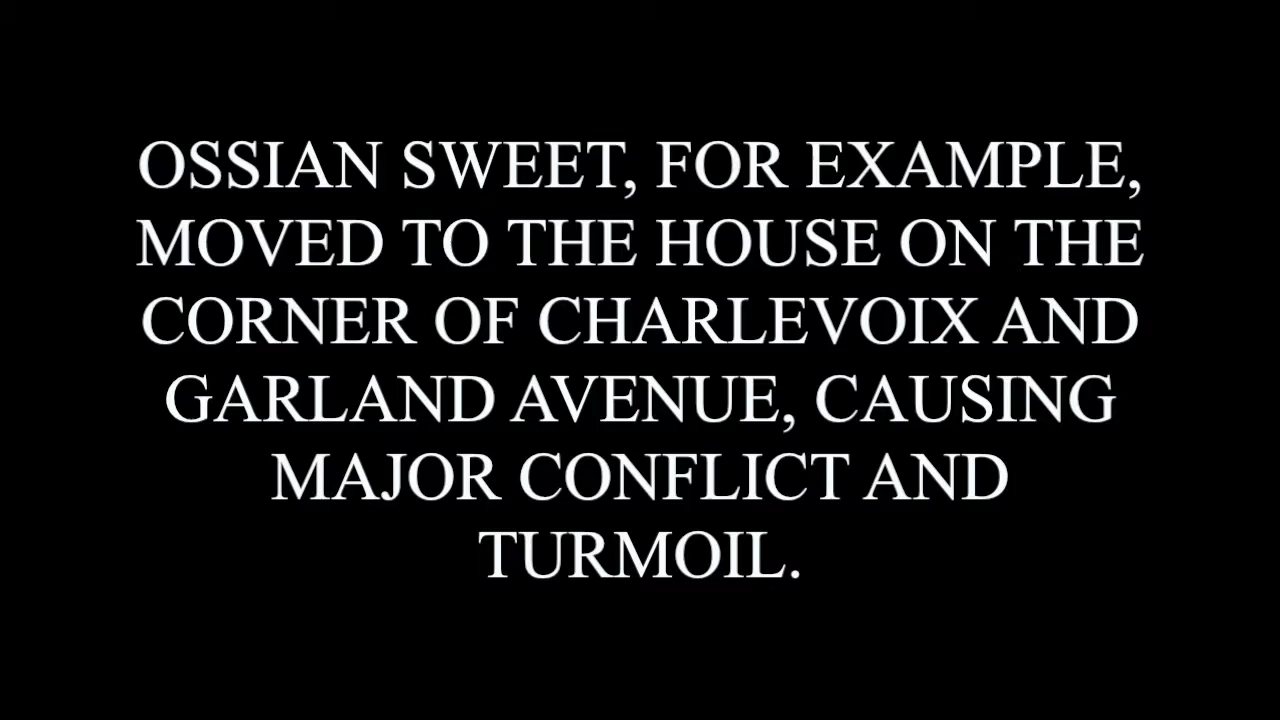 OSSIAN SWEET, FOR EXAMPLE,
MOVED TO THE HOUSE ON THE
CORNER OF CHARLEVOIX AND
GARLAND AVENUE, CAUSING
MAJOR CONFLICT AND
TURMOIL.